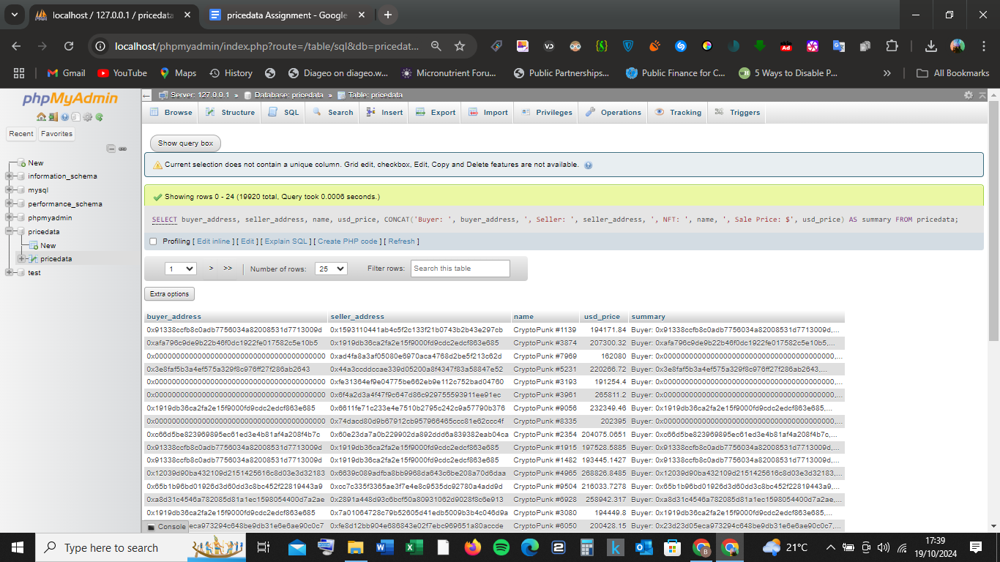 localhost / 127.0.0.1 / pricedata
pricedata Assignment - Google
localhost/phpmyadmin/index.php?route=/table/sql&db=pricedat...
Gmail YouTube Maps History Diageo on diageo.w... Micronutrient Foru... Public Partnerships... Public Finance for C... 5 Ways to Disable P... » All Bookmarks
phpMyAdmin
Recent Favorites
New
information_schema
mysql
performance_schema
phpmyadmin
pricedata
New
pricedata
test
Server: 127.0.0.1 » Database: pricedata » Table: pricedata
Browse Structure SQL Search Insert Export Import Privileges Operations Tracking Triggers
Show query box
Current selection does not contain a unique column. Grid edit, checkbox, Edit, Copy and Delete features are not available.
Showing rows 0 - 24 (19920 total, Query took 0.0006 seconds.)
SELECT buyer_address, seller_address, name, usd_price, CONCAT('Buyer: ', buyer_address, ', Seller: ', seller_address, ', NFT: ', name, ', Sale Price: $', usd_price) AS summary FROM pricedata;
Profiling [ Edit inline ] [ Edit ] [ Explain SQL ] [ Create PHP code ] [ Refresh ]
1 > >> Number of rows: 25 Filter rows: Search this table
Extra options
buyer_address seller_address name usd_price summary
0x91338ccfb8c0adb7756034a82008531d7713009d 0x1593110441ab4c5f2c133f21b0743b2b43e297cb CryptoPunk #1139 194171.84 Buyer: 0x91338ccfb8c0adb7756034a82008531d7713009d,...
0xafa796c9de9b22b46f0dc1922fe017582c5e10b5 0x1919db36ca2fa2e15f9000fd9cdc2edcf863e685 CryptoPunk #3874 207300.32 Buyer: 0xafa796c9de9b22b46f0dc1922fe017582c5e10b5,...
0x0000000000000000000000000000000000000000 0xad4fa8a3af05080e6970aca4768d2be5f213c62d CryptoPunk #7969 162080 Buyer: 0x0000000000000000000000000000000000000000,...
0x3e8faf5b3a4ef575a329f8c976ff27f286ab2643 0x44a3ccddccae339d05200a8f4347f83a58847e52 CryptoPunk #5231 220266.72 Buyer: 0x3e8faf5b3a4ef575a329f8c976ff27f286ab2643,...
0x0000000000000000000000000000000000000000 0xfe31364ef9e04775be662eb9e112c752bad04760 CryptoPunk #3193 191254.4 Buyer: 0x0000000000000000000000000000000000000000,...
0x0000000000000000000000000000000000000000 0x6f4a2d3a4f47f9c647d86c929755593911ee91ec CryptoPunk #3961 265811.2 Buyer: 0x0000000000000000000000000000000000000000,...
0x1919db36ca2fa2e15f9000fd9cdc2edcf863e685 0x6611fe71c233e4e7510b2795c242c9a57790b376 CryptoPunk #9056 232349.46 Buyer: 0x1919db36ca2fa2e15f9000fd9cdc2edcf863e685,...
0x0000000000000000000000000000000000000000 0x74dacd80d9b67912cb957966465ccc81e62ccc4f CryptoPunk #8335 202395 Buyer: 0x0000000000000000000000000000000000000000,...
0xc66d5be823969895ec61ed3e4b81af4a208f4b7c 0x60e23da7a0b229902da892ddd6a839382eab04ca CryptoPunk #2354 204075.0651 Buyer: 0xc66d5be823969895ec61ed3e4b81af4a208f4b7c,...
0x91338ccfb8c0adb7756034a82008531d7713009d 0x1919db36ca2fa2e15f9000fd9cdc2edcf863e685 CryptoPunk #1915 197528.5885 Buyer: 0x91338ccfb8c0adb7756034a82008531d7713009d,...
0x91338ccfb8c0adb7756034a82008531d7713009d 0x1919db36ca2fa2e15f9000fd9cdc2edcf863e685 CryptoPunk #1482 193445.1427 Buyer: 0x91338ccfb8c0adb7756034a82008531d7713009d,...
0x12039d90ba432109d2151425616c8d03e3d32183 0x6639c089adfba8bb9968da643c6be208a70d6daa CryptoPunk #4965 268826.8485 Buyer: 0x12039d90ba432109d2151425616c8d03e3d32183,...
0x65b1b96bd01926d3d60dd3c8bc452f22819443a9 0xcc7c335f3365ae3f7e4e8c9535dc92780a4add9d CryptoPunk #9504 216033.7278 Buyer: 0x65b1b96bd01926d3d60dd3c8bc452f22819443a9,...
0xa8d31c4546a782085d81a1ec1598054400d7a2ae 0x2891a448d93c6bcf50a80931062d9028f8c6e913 CryptoPunk #6928 258942.317 Buyer: 0xa8d31c4546a782085d81a1ec1598054400d7a2ae,...
0x1919db36ca2fa2e15f9000fd9cdc2edcf863e685 0x7a01064728c79b52605d41edb5009b3b4c046d9a CryptoPunk #3080 194449.8 Buyer: 0x1919db36ca2fa2e15f9000fd9cdc2edcf863e685,...
Console eca973294c648be9db31e6e6ae90c0c7 0xfe8d12bb904e686843e02f7ebc969651a80accde CryptoPunk #6050 200428.15 Buyer: 0x23d23d05eca973294c648be9db31e6e6ae90c0c7,...
Type here to search
21°C
17:39
19/10/2024